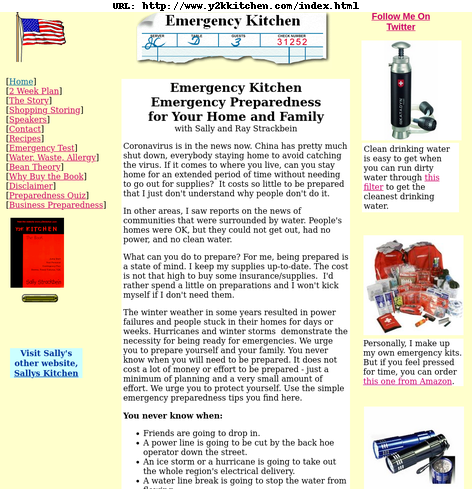 URL: http://www.y2kkitchen.com/index.html
Emergency Kitchen
SERVER
TABLE
GUESTS
CHECK NUMBER
JC
D
3
31252
[Home]
[2 Week Plan]
[The Story]
[Shopping Storing]
[Speakers]
[Contact]
[Recipes]
[Emergency Test]
[Water, Waste, Allergy]
[Bean Theory]
[Why Buy the Book]
[Disclaimer]
[Preparedness Quiz]
[Business Preparedness]
KITCHEN
Sally Strackbein
Visit Sally's
other website,
Sallys Kitchen
Emergency Kitchen
Emergency Preparedness
for Your Home and Family
with Sally and Ray Strackbein
Coronavirus is in the news now. China has pretty much
shut down, everybody staying home to avoid catching
the virus. If it comes to where you live, can you stay
home for an extended period of time without needing
to go out for supplies?  It costs so little to be prepared
that I just don't understand why people don't do it.
In other areas, I saw reports on the news of
communities that were surrounded by water. People's
homes were OK, but they could not get out, had no
power, and no clean water.
What can you do to prepare? For me, being prepared is
a state of mind. I keep my supplies up-to-date. The cost
is not that high to buy some insurance/supplies.  I'd
rather spend a little on preparations and I won't kick
myself if I don't need them.
The winter weather in some years resulted in power
failures and people stuck in their homes for days or
weeks. Hurricanes and winter storms  demonstrate the
necessity for being ready for emergencies. We urge
you to prepare yourself and your family. You never
know when you will need to be prepared. It does not
cost a lot of money or effort to be prepared - just a
minimum of planning and a very small amount of
effort. We urge you to protect yourself. Use the simple
emergency preparedness tips you find here.
You never know when:
• Friends are going to drop in.
• A power line is going to be cut by the back hoe
operator down the street.
• An ice storm or a hurricane is going to take out
the whole region's electrical delivery.
• A water line break is going to stop the water from
Follow Me On
Twitter
KATADYN
Clean drinking water
is easy to get when
you can run dirty
water through this
filter to get the
cleanest drinking
water.
Personally, I make up
my own emergency kits.
But if you feel pressed
for time, you can order
this one from Amazon.